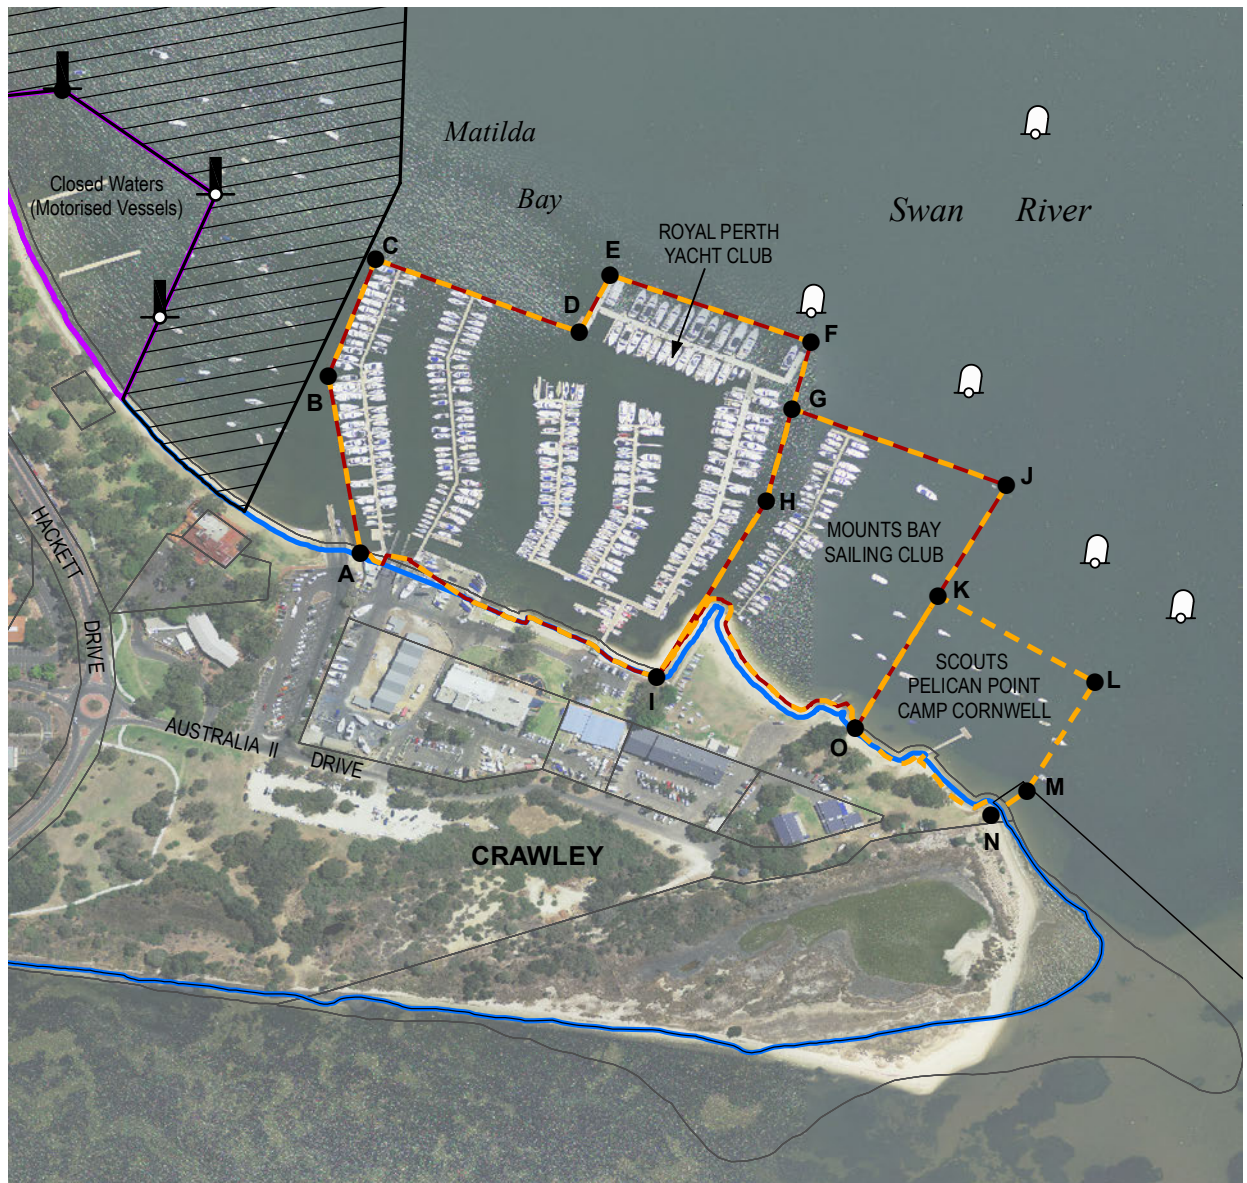 Matilda
Bay
Closed Waters
(Motorised Vessels)
Swan River
ROYAL PERTH
YACHT CLUB
C
E
D
F
B
G
J
H
MOUNTS BAY
SAILING CLUB
A
K
SCOUTS
PELICAN POINT
CAMP CORNWELL
L
I
O
M
N
HACKETT
DRIVE
AUSTRALIA II
DRIVE
CRAWLEY